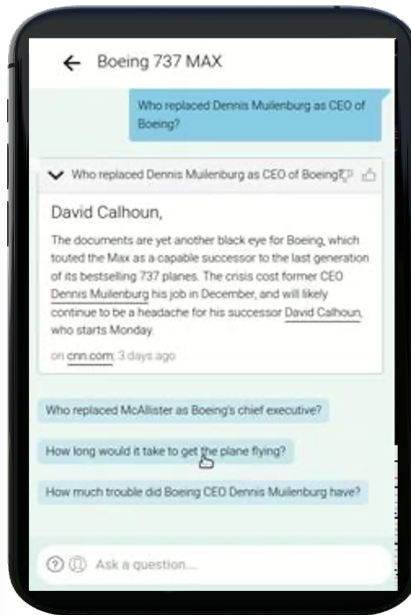 Boeing 737 MAX
Who replaced Dennis Muilenburg as CEO of
Boeing?
Who replaced Dennis Muilenburg as CEO of Boeing?
David Calhoun,
The documents are yet another black eye for Boeing, which
touted the Max as a capable successor to the last generation
of its bestselling 737 planes. The crisis cost former CEO
Dennis Muilenburg his job in December, and will likely
continue to be a headache for his successor David Calhoun,
who starts Monday.
on cnn.com, 3 days ago
Who replaced McAllister as Boeing's chief executive?
How long would it take to get the plane flying?
How much trouble did Boeing CEO Dennis Muilenburg have?
Ask a question...